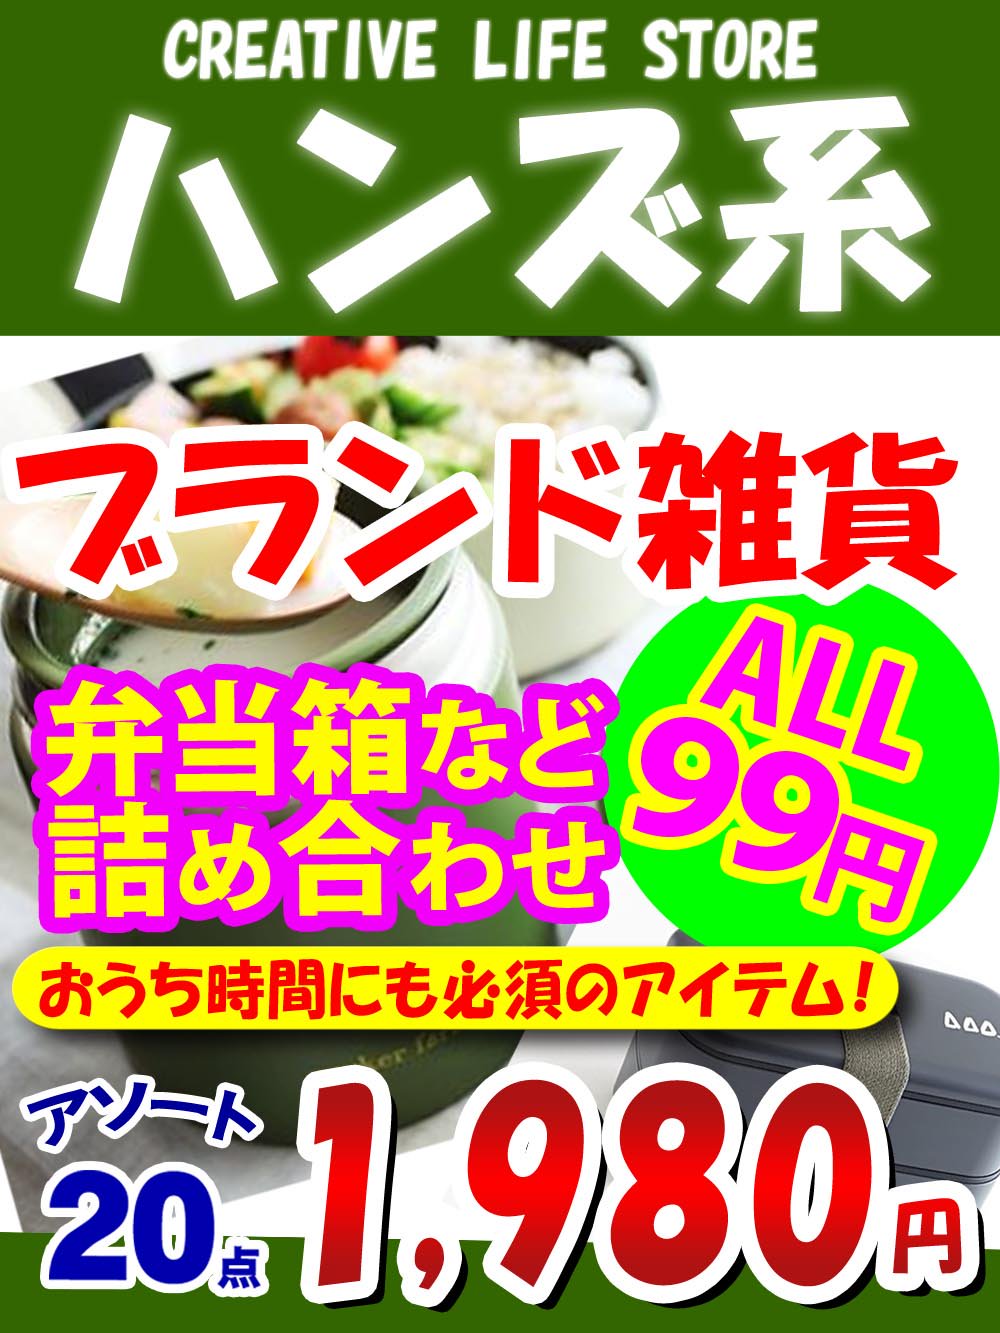 CREATIVE LIFE STORE
ハンズ系
ブランド雑貨
ALL
99円
弁当箱など
詰め合わせ
おうち時間にも必須のアイテム!
アソート
20点
1,980円